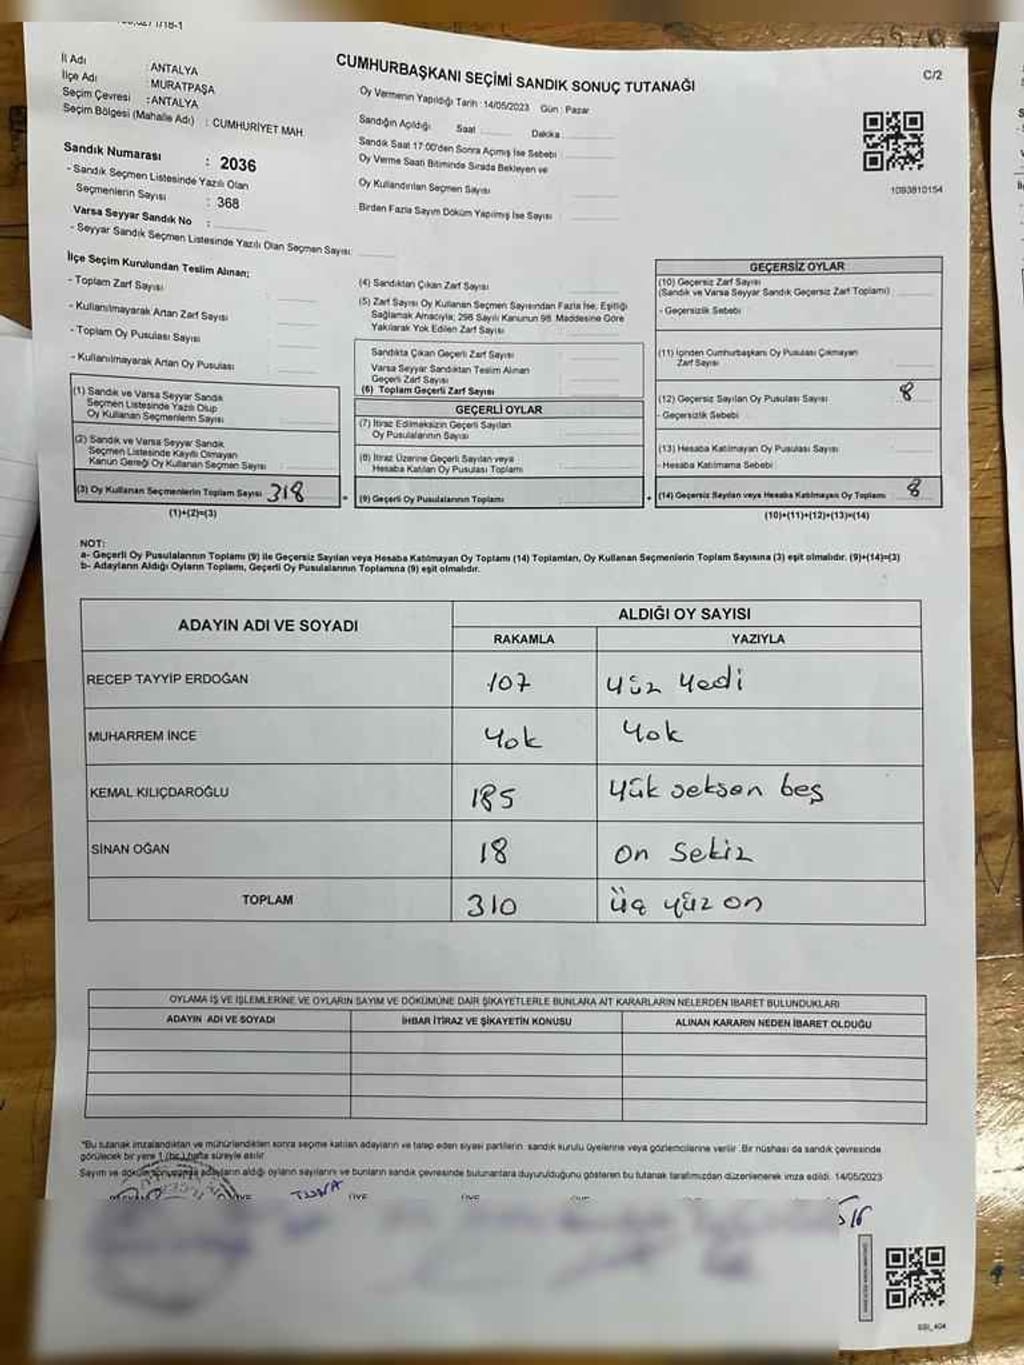 CUMHURBAŞKANI SEÇİMİ SANDIK SONUÇ TUTANAĞI
C/2
İl Adı : ANTALYA
İlçe Adı : MURATPAŞA
Seçim Çevresi : ANTALYA
Seçim Bölgesi (Mahalle Adı) : CUMHURİYET MAH.
Sandık Numarası : 2036
- Sandık Seçmen Listesinde Yazılı Olan
Seçmenlerin Sayısı : 368
Varsa Seyyar Sandık No :
- Seyyar Sandık Seçmen Listesinde Yazılı Olan Seçmen Sayısı:
Oy Vermenin Yapıldığı Tarih : 14/05/2023 Gün : Pazar
Sandığın Açıldığı Saat Dakika
Sandık Saat 17:00'den Sonra Açmış İse Sebebi :
Oy Verme Saati Bitiminde Sırada Bekleyen ve
Oy Kullandırılan Seçmen Sayısı
Birden Fazla Sayım Döküm Yapılmış İse Sayısı :
1093810154
İlçe Seçim Kurulundan Teslim Alınan;
- Toplam Zarf Sayısı
- Kullanılmayarak Artan Zarf Sayısı
- Toplam Oy Pusulası Sayısı
- Kullanılmayarak Artan Oy Pusulası :
(1) Sandık ve Varsa Seyyar Sandık
Seçmen Listesinde Yazılı Olup
Oy Kullanan Seçmenlerin Sayısı
(2) Sandık ve Varsa Seyyar Sandık
Seçmen Listesinde Kayıtlı Olmayan
Kanun Gereği Oy Kullanan Seçmen Sayısı
(3) Oy Kullanan Seçmenlerin Toplam Sayısı 318
(1)+(2)=(3)
(4) Sandıktan Çıkan Zarf Sayısı
(5) Zarf Sayısı Oy Kullanan Seçmen Sayısından Fazla İse, Eşitliği
Sağlamak Amacıyla; 298 Sayılı Kanunun 98. Maddesine Göre
Yakılarak Yok Edilen Zarf Sayısı
Sandıkta Çıkan Geçerli Zarf Sayısı
Varsa Seyyar Sandıktan Teslim Alınan
Geçerli Zarf Sayısı
(6) Toplam Geçerli Zarf Sayısı
GEÇERLİ OYLAR
(7) İtiraz Edilmeksizin Geçerli Sayılan
Oy Pusulalarının Sayısı
(8) İtiraz Üzerine Geçerli Sayılan veya
Hesaba Katılan Oy Pusulası Toplamı
(9) Geçerli Oy Pusulalarının Toplamı
GEÇERSİZ OYLAR
(10) Geçersiz Zarf Sayısı
(Sandık ve Varsa Seyyar Sandık Geçersiz Zarf Toplamı)
- Geçersizlik Sebebi
(11) İçinden Cumhurbaşkanı Oy Pusulası Çıkmayan
Zarf Sayısı
(12) Geçersiz Sayılan Oy Pusulası Sayısı 8
- Geçersizlik Sebebi
(13) Hesaba Katılmayan Oy Pusulası Sayısı
- Hesaba Katılmama Sebebi
(14) Geçersiz Sayılan veya Hesaba Katılmayan Oy Toplamı 8
(10)+(11)+(12)+(13)=(14)
NOT:
a- Geçerli Oy Pusulalarının Toplamı (9) ile Geçersiz Sayılan veya Hesaba Katılmayan Oy Toplamı (14) Toplamları, Oy Kullanan Seçmenlerin Toplam Sayısına (3) eşit olmalıdır. (9)+(14)=(3)
b- Adayların Aldığı Oyların Toplamı, Geçerli Oy Pusulalarının Toplamına (9) eşit olmalıdır.
ADAYIN ADI VE SOYADI ALDIĞI OY SAYISI
RAKAMLA YAZIYLA
RECEP TAYYİP ERDOĞAN 107 yüz yedi
MUHARREM İNCE Yok Yok
KEMAL KILIÇDAROĞLU 185 yük seksen beş
SİNAN OĞAN 18 on sekiz
TOPLAM 310 üç yüz on
OYLAMA İŞ VE İŞLEMLERİNE VE OYLARIN SAYIM VE DÖKÜMÜNE DAİR ŞİKAYETLERLE BUNLARA AİT KARARLARIN NELERDEN İBARET BULUNDUKLARI
ADAYIN ADI VE SOYADI İHBAR İTİRAZ VE ŞİKAYETİN KONUSU ALINAN KARARIN NEDEN İBARET OLDUĞU
*Bu tutanak imzalandıktan ve mühürlendikten sonra seçime katılan adayların ve talep eden siyasi partilerin sandık kurulu üyelerine veya gözlemcilerine verilir. Bir nüshası da sandık çevresinde
görülecek bir yere 1 (bir) hafta süreyle asılır.
Sayım ve döküm sonucunda adayların aldığı oyların sayılarını ve bunların sandık çevresinde bulunanlara duyurulduğunu gösteren bu tutanak tarafımızdan düzenlenerek imza edildi. 14/05/2023